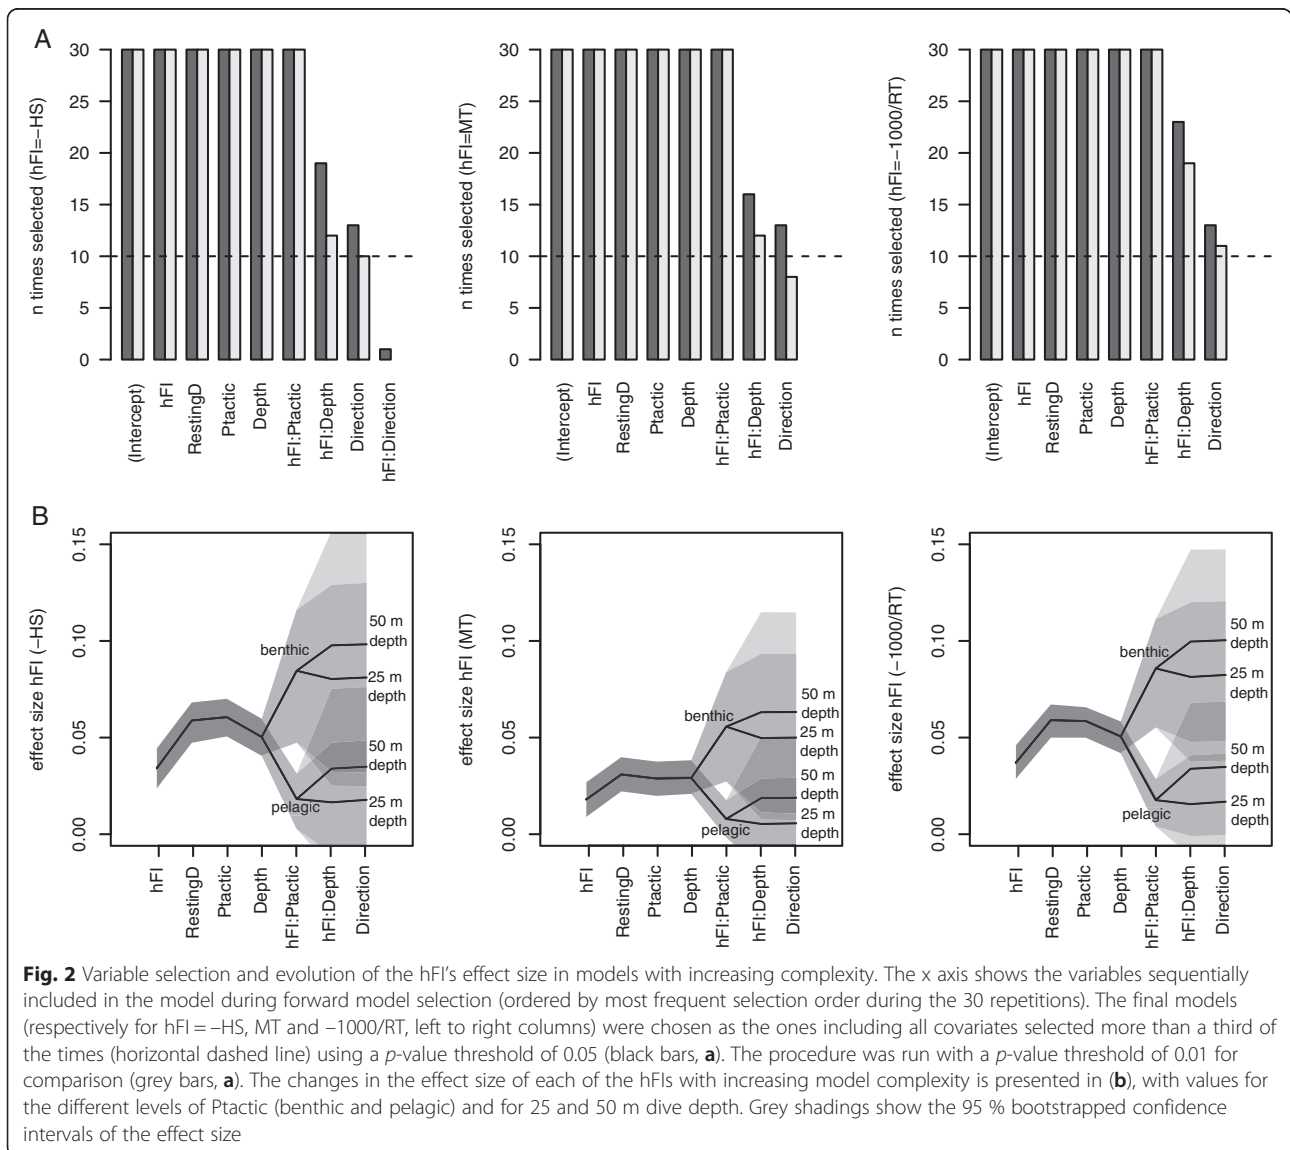 A
n times selected (hFI=−HS)
30
25
20
15
10
5
0
(Intercept)
hFI
RestingD
Ptactic
Depth
hFI:Ptactic
hFI:Depth
Direction
hFI:Direction
n times selected (hFI=MT)
30
25
20
15
10
5
0
(Intercept)
hFI
RestingD
Ptactic
Depth
hFI:Ptactic
hFI:Depth
Direction
n times selected (hFI=−1000/RT)
30
25
20
15
10
5
0
(Intercept)
hFI
RestingD
Ptactic
Depth
hFI:Ptactic
hFI:Depth
Direction
B
effect size hFI (−HS)
0.15
0.10
0.05
0.00
benthic
pelagic
50 m
depth
25 m
depth
50 m
depth
25 m
depth
hFI
RestingD
Ptactic
Depth
hFI:Ptactic
hFI:Depth
Direction
effect size hFI (MT)
0.15
0.10
0.05
0.00
benthic
pelagic
50 m
depth
25 m
depth
50 m
depth
25 m
depth
hFI
RestingD
Ptactic
Depth
hFI:Ptactic
hFI:Depth
Direction
effect size hFI (−1000/RT)
0.15
0.10
0.05
0.00
benthic
pelagic
50 m
depth
25 m
depth
50 m
depth
25 m
depth
hFI
RestingD
Ptactic
Depth
hFI:Ptactic
hFI:Depth
Direction
Fig. 2 Variable selection and evolution of the hFI's effect size in models with increasing complexity. The x axis shows the variables sequentially
included in the model during forward model selection (ordered by most frequent selection order during the 30 repetitions). The final models
(respectively for hFI = –HS, MT and –1000/RT, left to right columns) were chosen as the ones including all covariates selected more than a third of
the times (horizontal dashed line) using a p-value threshold of 0.05 (black bars, a). The procedure was run with a p-value threshold of 0.01 for
comparison (grey bars, a). The changes in the effect size of each of the hFIs with increasing model complexity is presented in (b), with values for
the different levels of Ptactic (benthic and pelagic) and for 25 and 50 m dive depth. Grey shadings show the 95 % bootstrapped confidence
intervals of the effect size